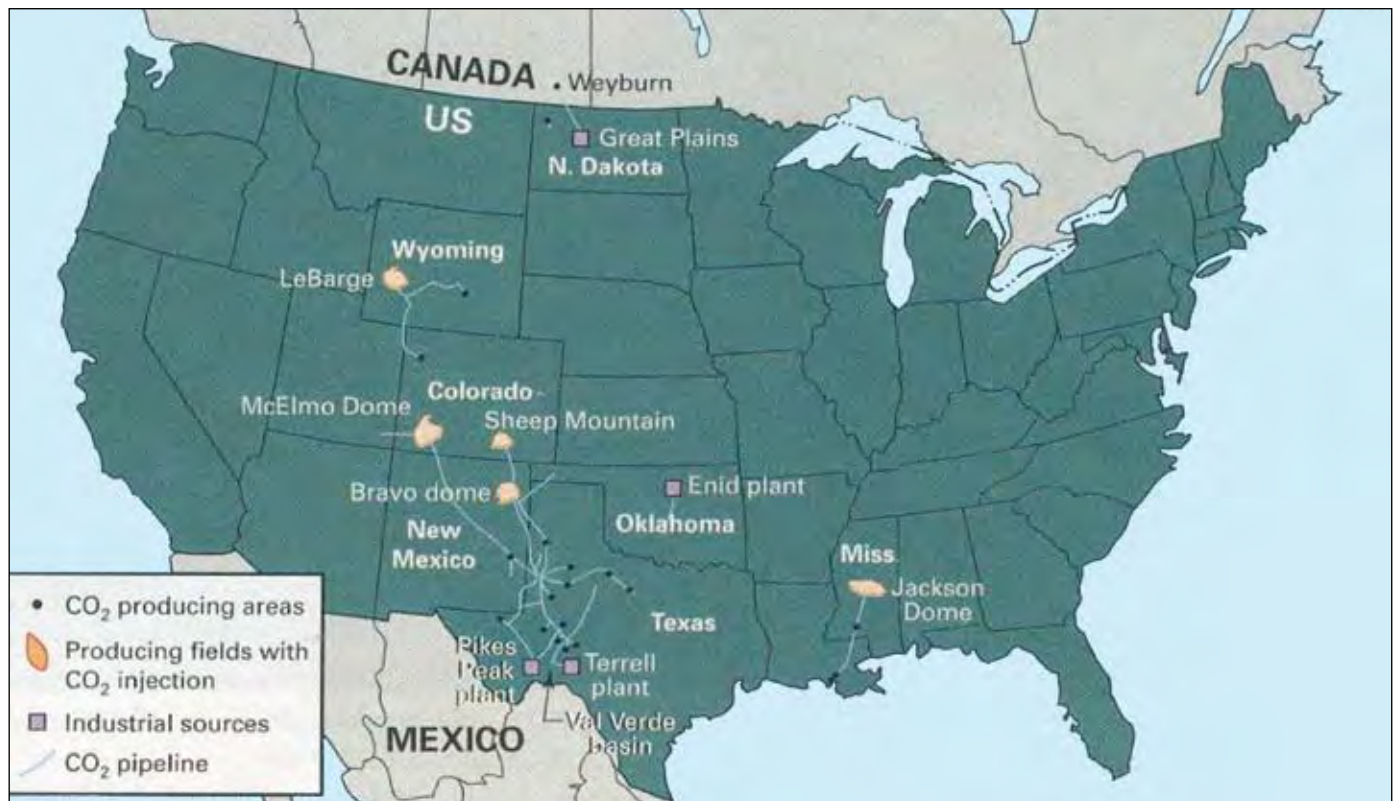 CANADA
Weyburn
US
Great Plains
N. Dakota
Wyoming
LeBarge
Colorado
McElmo Dome
Sheep Mountain
Bravo dome
Enid plant
Oklahoma
New
Mexico
Miss
Jackson
Dome
Texas
Pikes
Peak
plant
Terrell
plant
Val Verde
basin
MEXICO
CO₂ producing areas
Producing fields with
CO₂ injection
Industrial sources
CO₂ pipeline